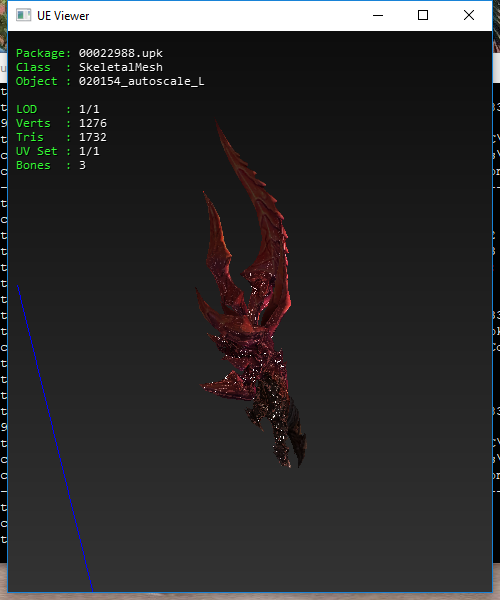 UE Viewer
Package: 00022988.upk
Class : SkeletalMesh
Object : 020154_autoscale_L
LOD : 1/1
Verts : 1276
Tris : 1732
UV Set : 1/1
Bones : 3